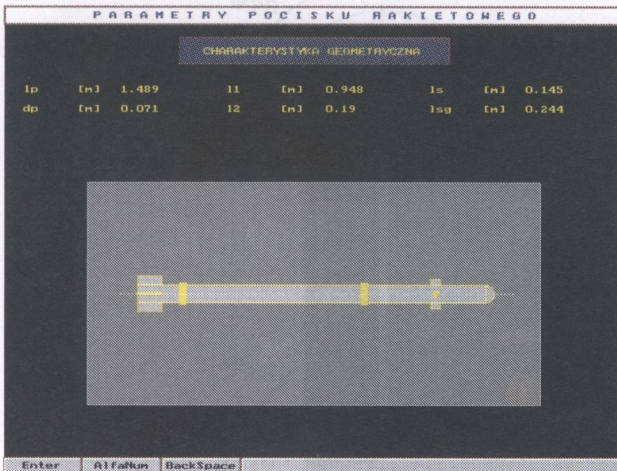 PARAMETRY POCISKU RAKIETOWEGO
CHARAKTERYSTYKA GEOMETRYCZNA
lp [m] 1.489 l1 [m] 0.948 ls [m] 0.145
dp [m] 0.071 l2 [m] 0.19 lsg [m] 0.244
Enter AlfaNum BackSpace